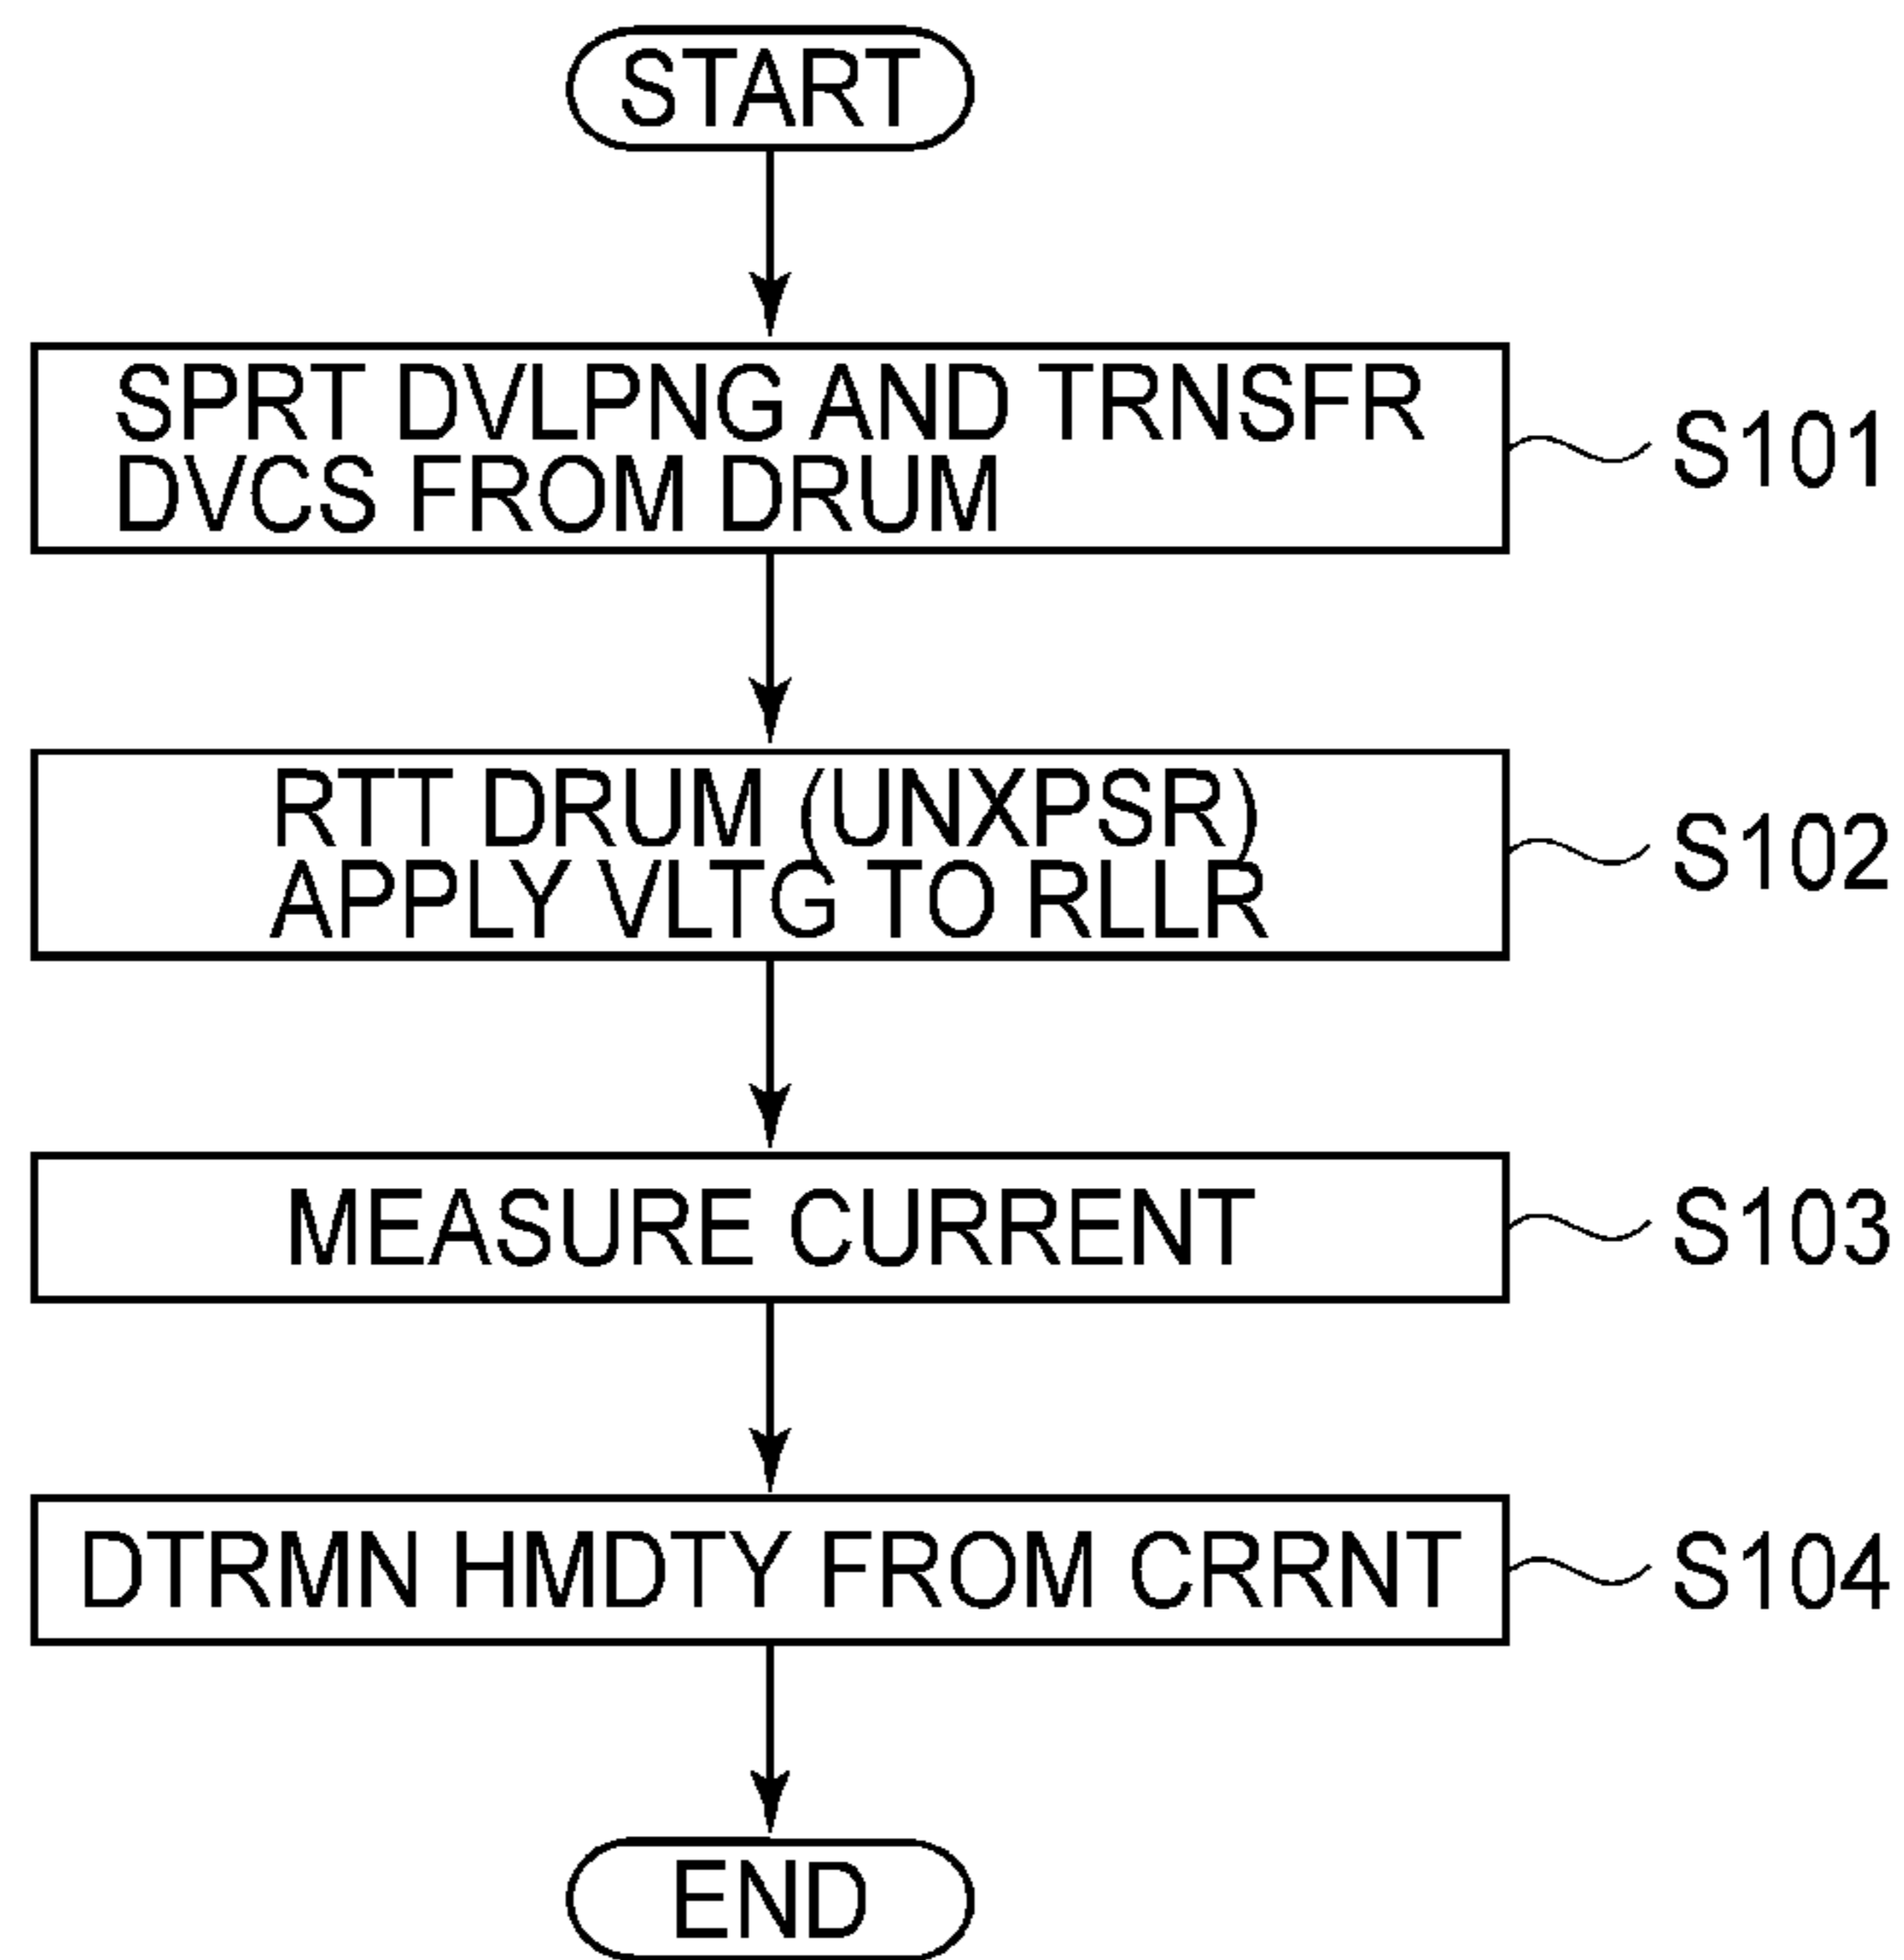 START
SPRT DVLPNG AND TRNSFR
DVCS FROM DRUM
S101
RTT DRUM (UNXPSR)
APPLY VLTG TO RLLR
S102
MEASURE CURRENT
S103
DTRMN HMDTY FROM CRRNT
S104
END